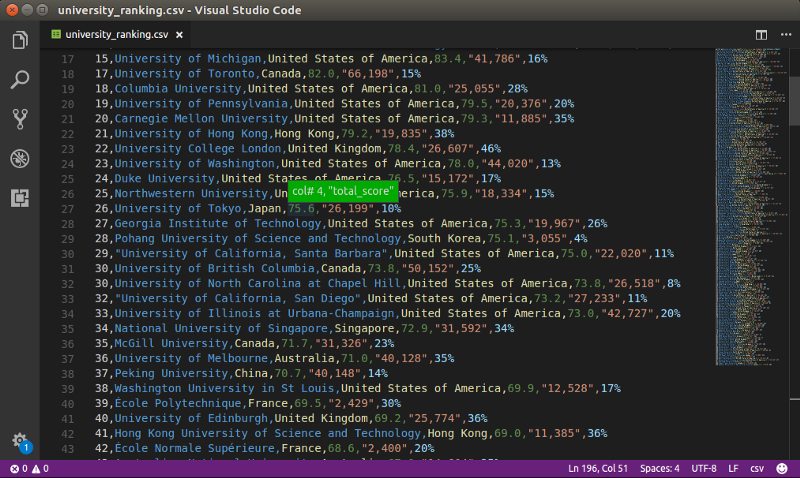 university_ranking.csv - Visual Studio Code
university_ranking.csv ×
17 15,University of Michigan,United States of America,83.4,"41,786",16%
18 17,University of Toronto,Canada,82.0,"66,198",15%
19 18,Columbia University,United States of America,81.0,"25,055",28%
20 19,University of Pennsylvania,United States of America,79.5,"20,376",20%
21 20,Carnegie Mellon University,United States of America,79.3,"11,885",35%
22 21,University of Hong Kong,Hong Kong,79.2,"19,835",38%
23 22,University College London,United Kingdom,78.4,"26,607",46%
24 23,University of Washington,United States of America,78.0,"44,020",13%
25 24,Duke University,United States of America,76.5,"15,172",17%
col# 4, "total_score"
26 25,Northwestern University,Un erica,75.9,"18,334",15%
27 26,University of Tokyo,Japan,75.6,"26,199",10%
28 27,Georgia Institute of Technology,United States of America,75.3,"19,967",26%
29 28,Pohang University of Science and Technology,South Korea,75.1,"3,055",4%
30 29,"University of California, Santa Barbara",United States of America,75.0,"22,020",11%
31 30,University of British Columbia,Canada,73.8,"50,152",25%
32 30,University of North Carolina at Chapel Hill,United States of America,73.8,"26,518",8%
33 32,"University of California, San Diego",United States of America,73.2,"27,233",11%
34 33,University of Illinois at Urbana-Champaign,United States of America,73.0,"42,727",20%
35 34,National University of Singapore,Singapore,72.9,"31,592",34%
36 35,McGill University,Canada,71.7,"31,326",23%
37 36,University of Melbourne,Australia,71.0,"40,128",35%
38 37,Peking University,China,70.7,"40,148",14%
39 38,Washington University in St Louis,United States of America,69.9,"12,528",17%
40 39,École Polytechnique,France,69.5,"2,429",30%
41 40,University of Edinburgh,United Kingdom,69.2,"25,774",36%
42 41,Hong Kong University of Science and Technology,Hong Kong,69.0,"11,385",36%
43 42,École Normale Supérieure,France,68.6,"2,400",20%
1
0 0 Ln 196, Col 51 Spaces: 4 UTF-8 LF csv